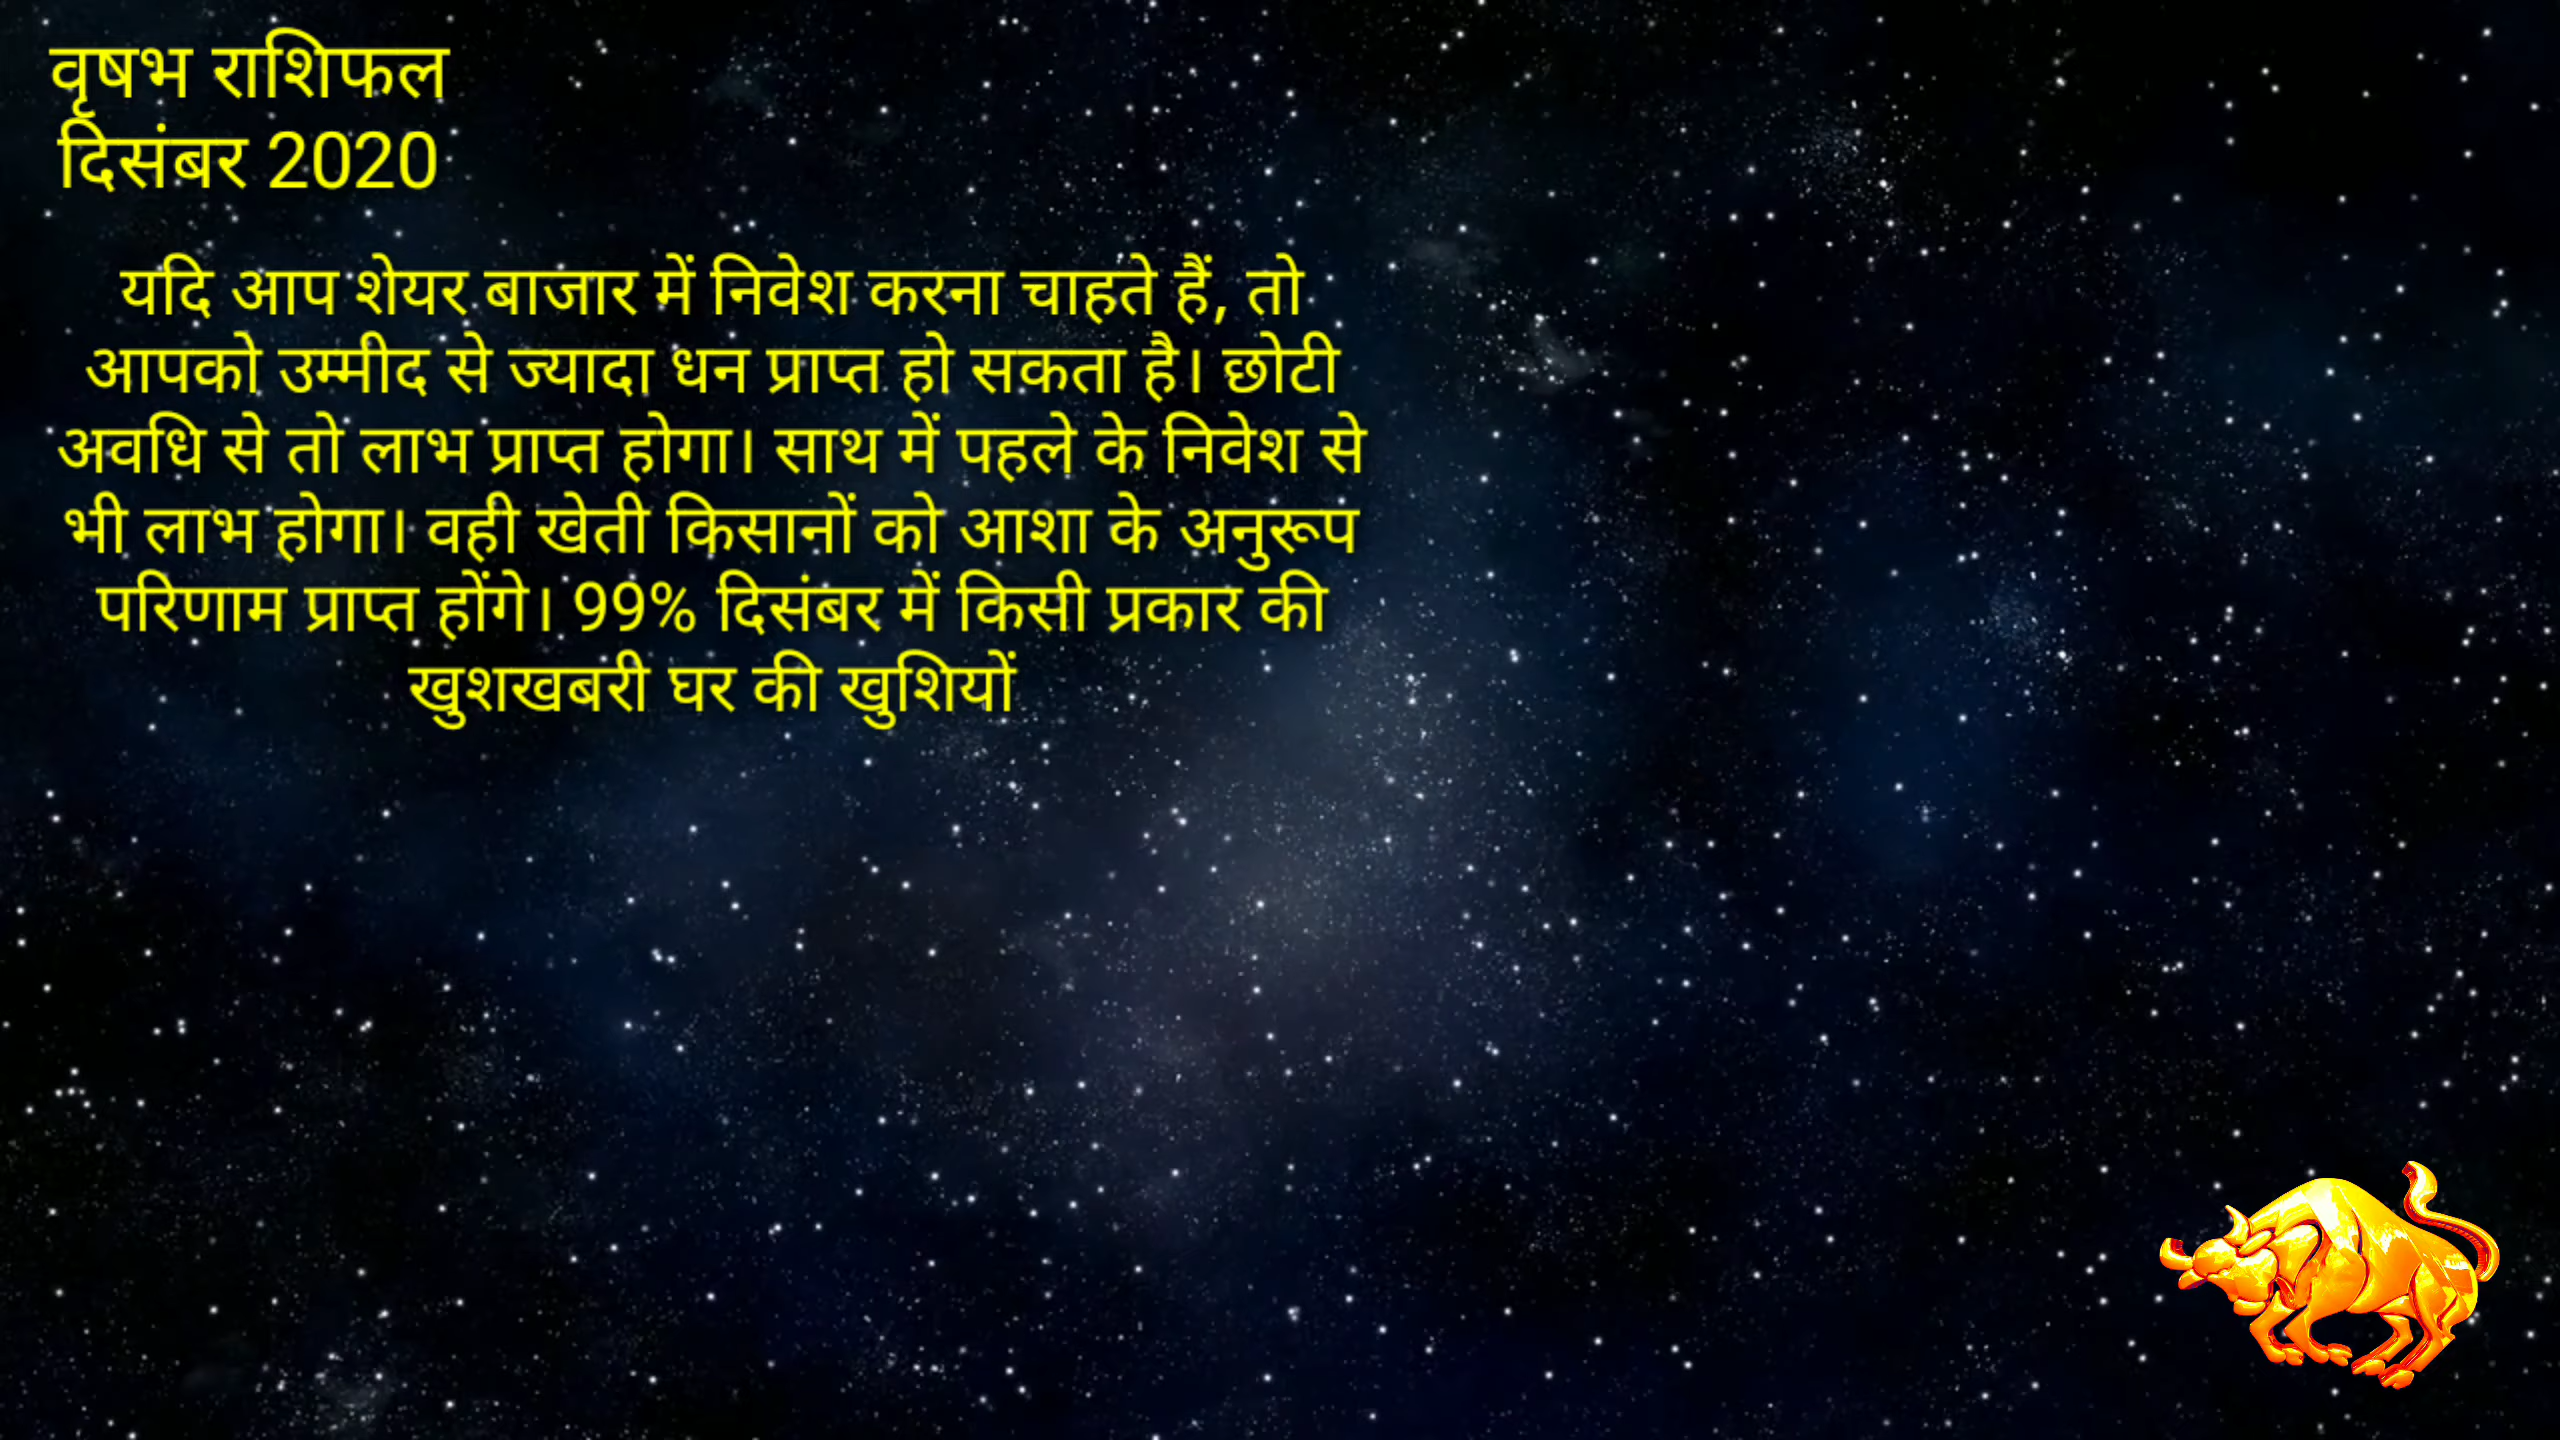 वृषभ राशिफल
दिसंबर 2020
यदि आप शेयर बाजार में निवेश करना चाहते हैं, तो
आपको उम्मीद से ज्यादा धन प्राप्त हो सकता है। छोटी
अवधि से तो लाभ प्राप्त होगा। साथ में पहले के निवेश से
भी लाभ होगा। वही खेती किसानों को आशा के अनुरूप
परिणाम प्राप्त होंगे। 99% दिसंबर में किसी प्रकार की
खुशखबरी घर की खुशियों